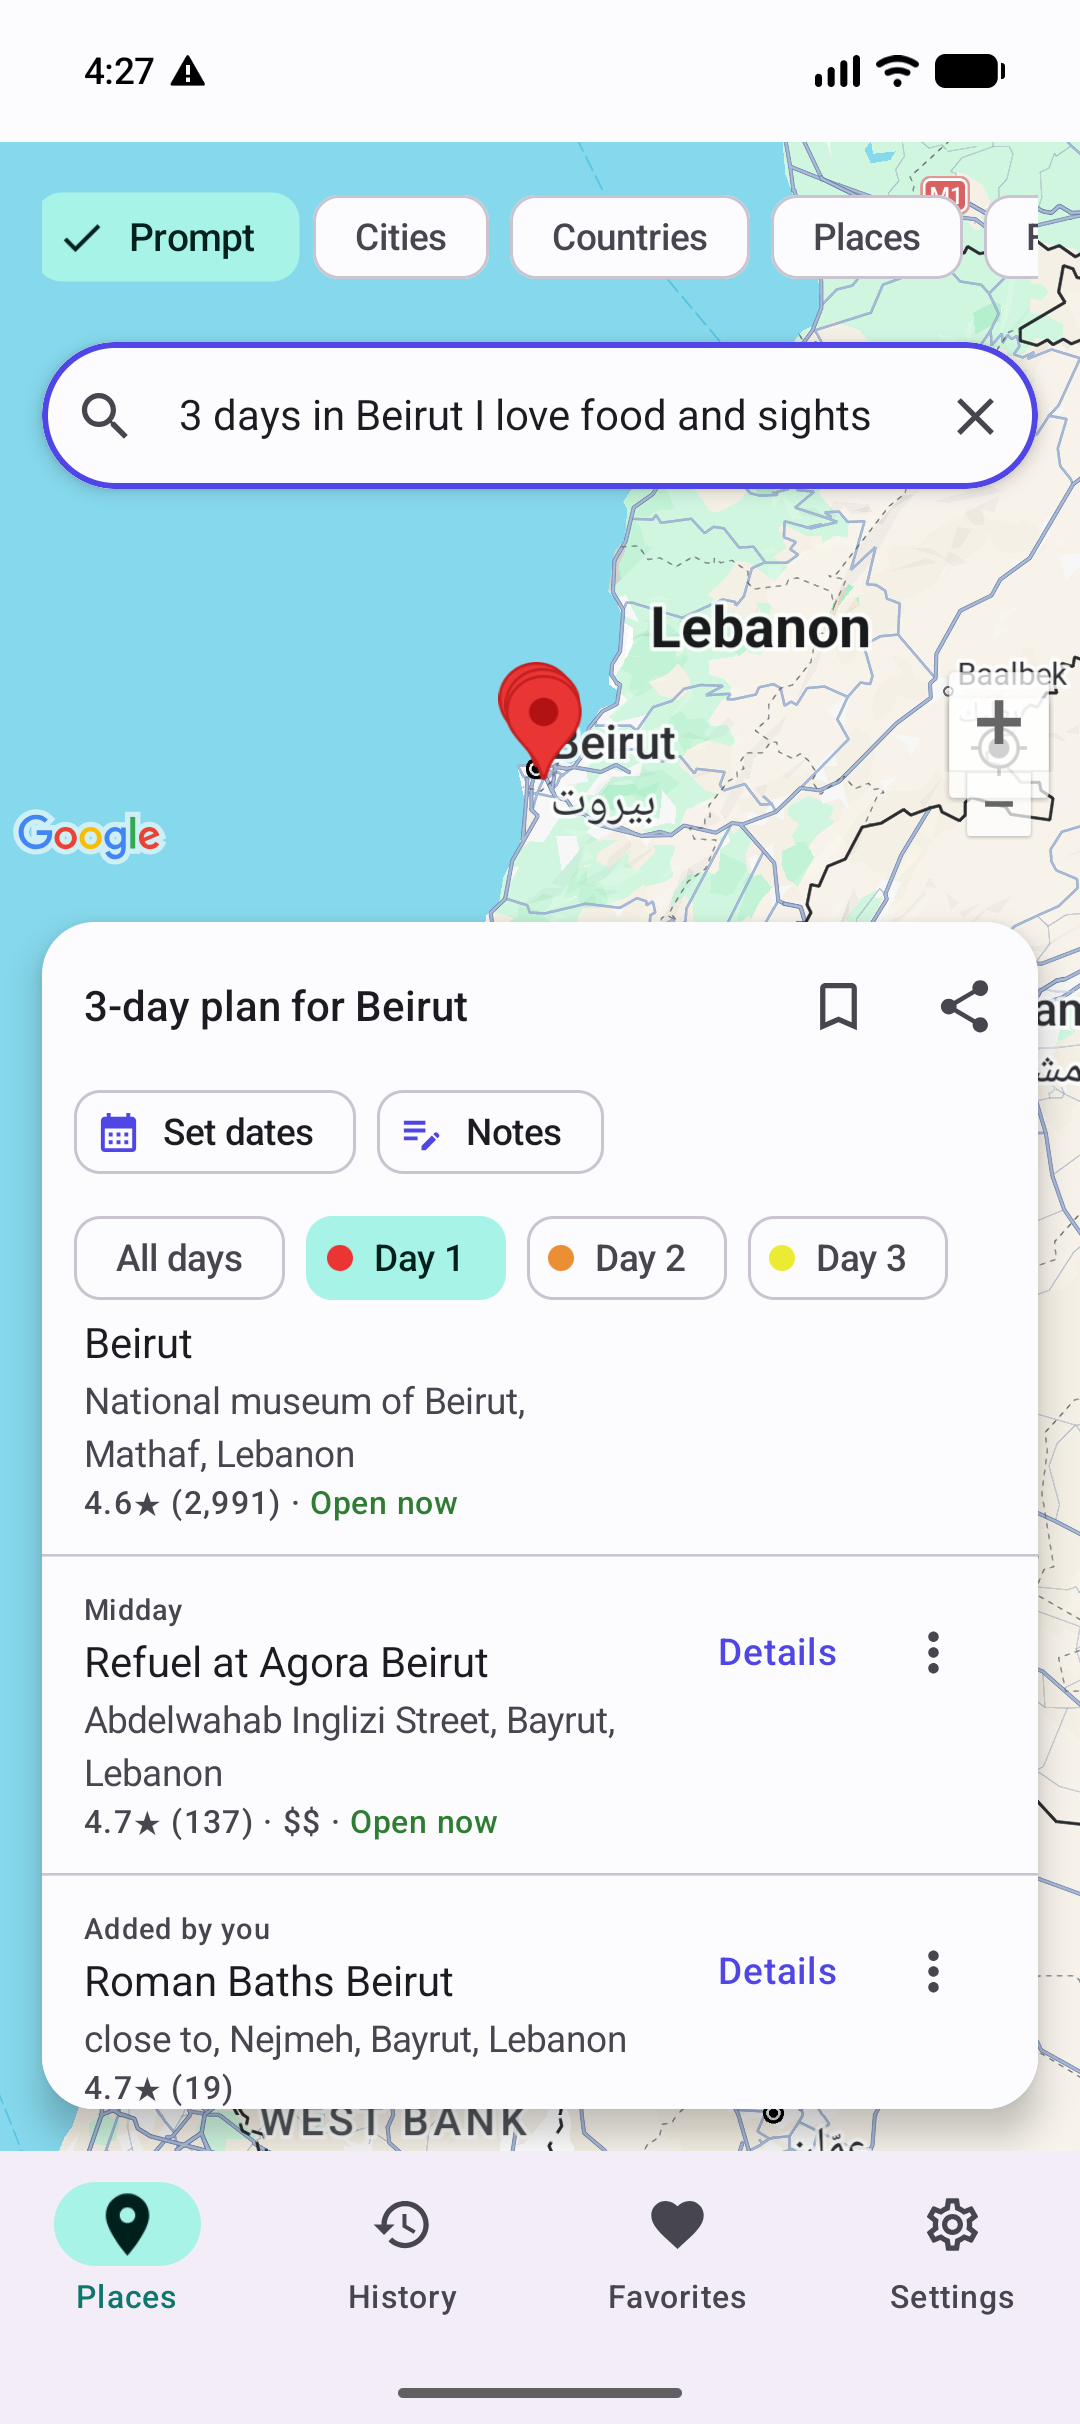 4:27
M1
Prompt
Cities
Countries
Places
3 days in Beirut I love food and sights
Lebanon
Baalbek
Beirut
بيروت
Google
3-day plan for Beirut
Set dates
Notes
All days
Day 1
Day 2
Day 3
Beirut
National museum of Beirut,
Mathaf, Lebanon
4.6★ (2,991) · Open now
Midday
Refuel at Agora Beirut
Details
Abdelwahab Inglizi Street, Bayrut,
Lebanon
4.7★ (137) · $$ · Open now
Added by you
Roman Baths Beirut
Details
close to, Nejmeh, Bayrut, Lebanon
4.7★ (19)
WEST BANK
Places
History
Favorites
Settings